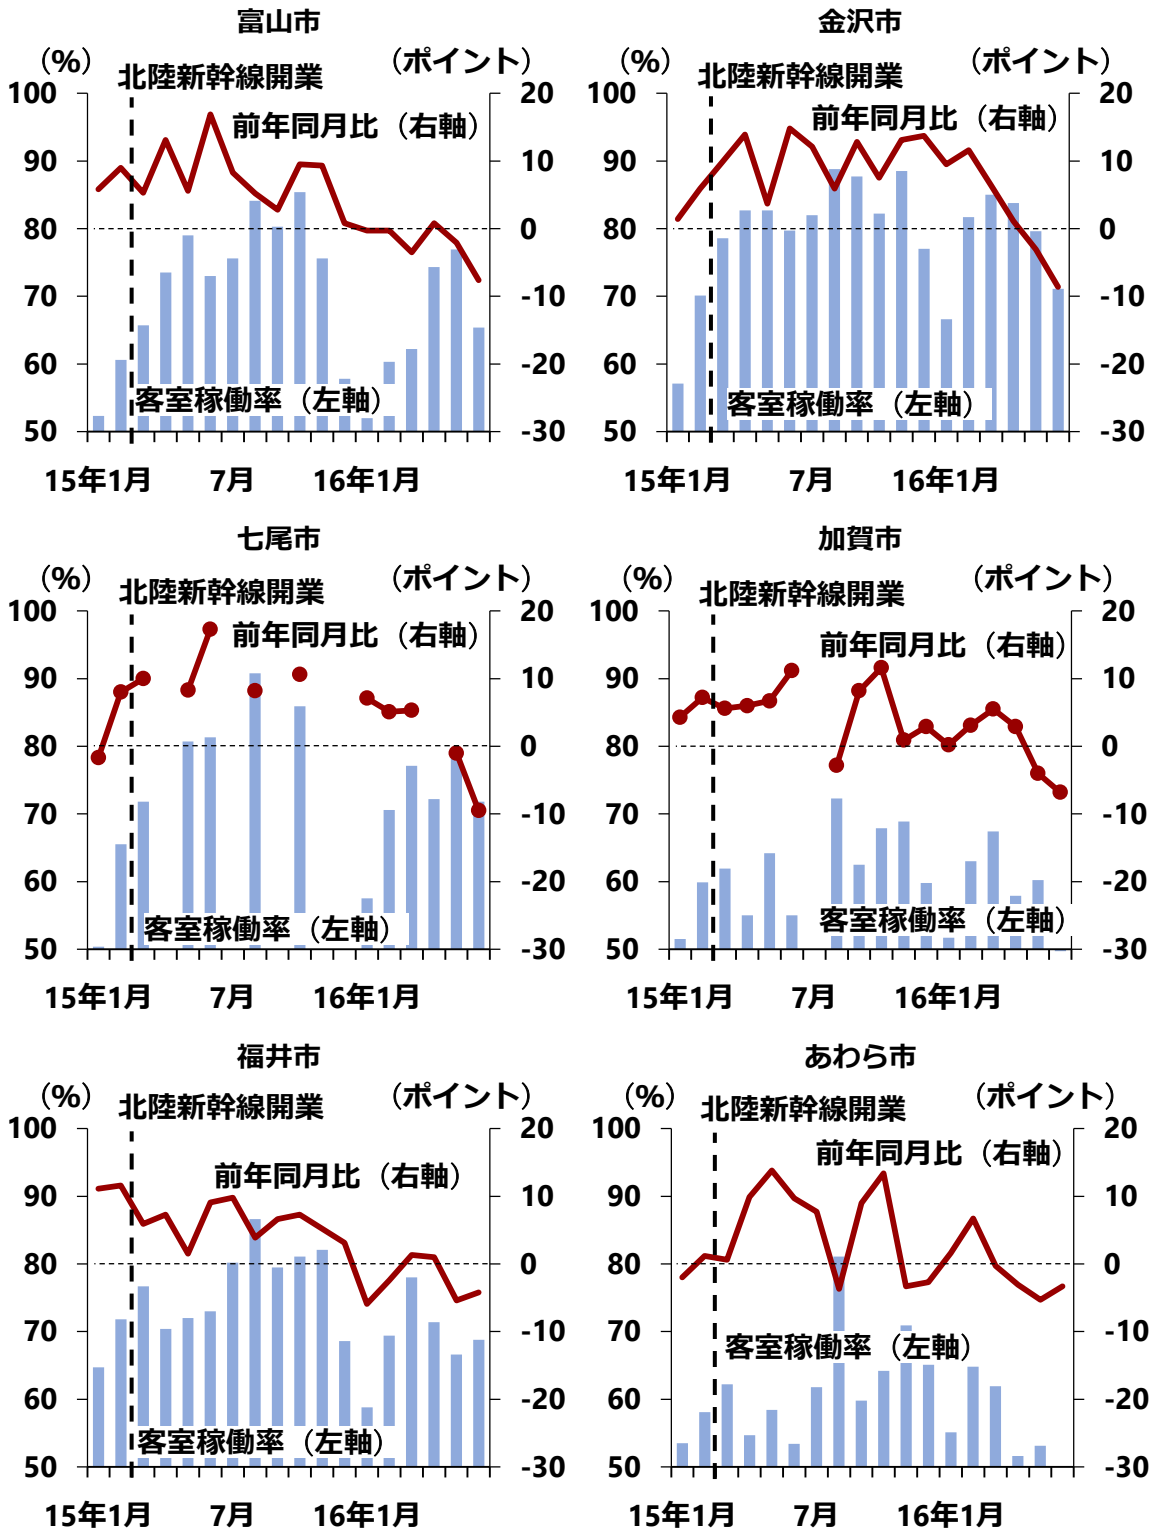 富山市
(%)
(ポイント)
北陸新幹線開業
前年同月比(右軸)
客室稼働率(左軸)
100
90
80
70
60
50
20
10
0
-10
-20
-30
15年1月 7月 16年1月
金沢市
(%)
(ポイント)
北陸新幹線開業
前年同月比(右軸)
客室稼働率(左軸)
100
90
80
70
60
50
20
10
0
-10
-20
-30
15年1月 7月 16年1月
七尾市
(%)
(ポイント)
北陸新幹線開業
前年同月比(右軸)
客室稼働率(左軸)
100
90
80
70
60
50
20
10
0
-10
-20
-30
15年1月 7月 16年1月
加賀市
(%)
(ポイント)
北陸新幹線開業
前年同月比(右軸)
客室稼働率(左軸)
100
90
80
70
60
50
20
10
0
-10
-20
-30
15年1月 7月 16年1月
福井市
(%)
(ポイント)
北陸新幹線開業
前年同月比(右軸)
客室稼働率(左軸)
100
90
80
70
60
50
20
10
0
-10
-20
-30
15年1月 7月 16年1月
あわら市
(%)
(ポイント)
北陸新幹線開業
前年同月比(右軸)
客室稼働率(左軸)
100
90
80
70
60
50
20
10
0
-10
-20
-30
15年1月 7月 16年1月